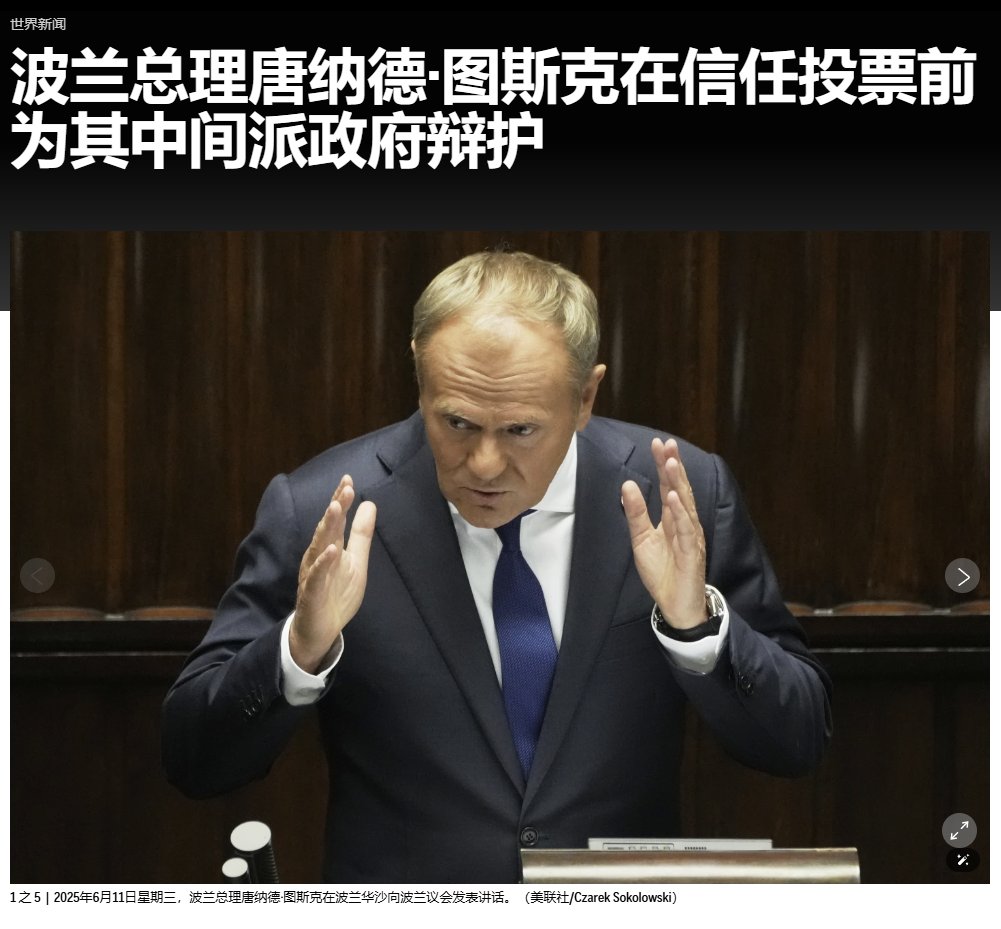 世界新闻
波兰总理唐纳德·图斯克在信任投票前
为其中间派政府辩护
1 之 5 | 2025年6月11日星期三，波兰总理唐纳德·图斯克在波兰华沙向波兰议会发表讲话。（美联社/Czarek Sokolowski）